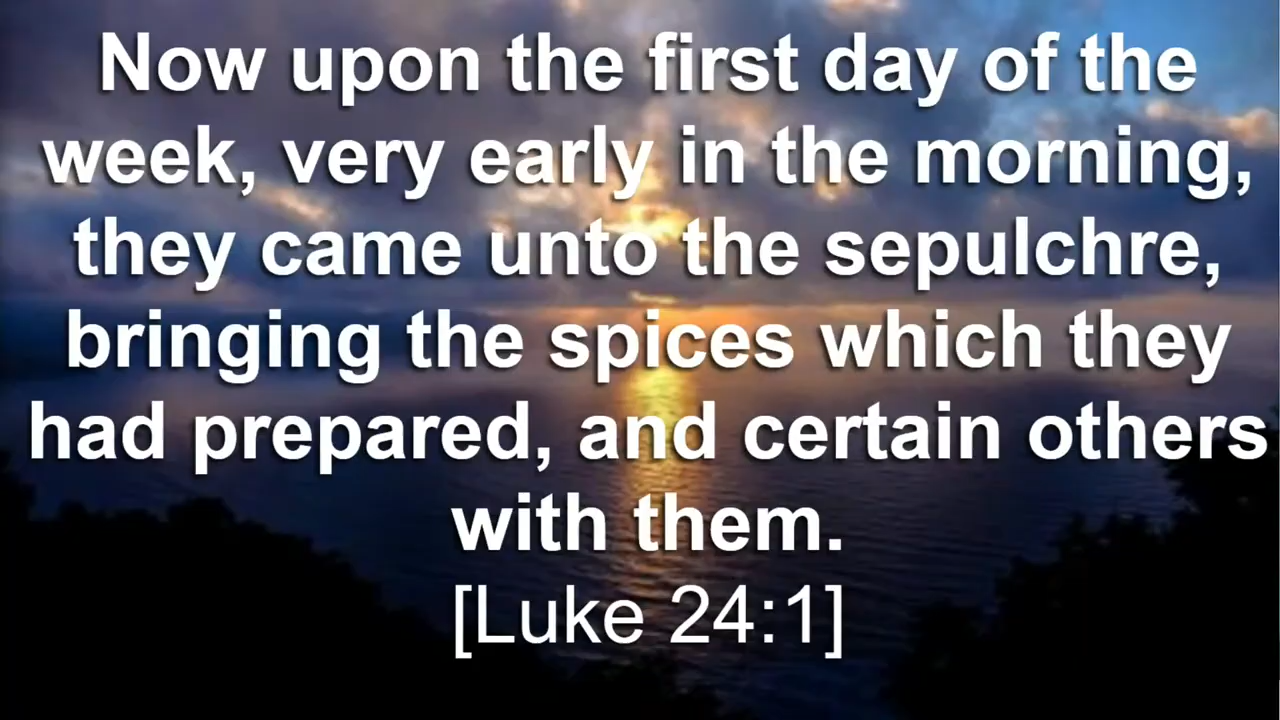 Now upon the first day of the
week, very early in the morning,
they came unto the sepulchre,
bringing the spices which they
had prepared, and certain others
with them.
[Luke 24:1]